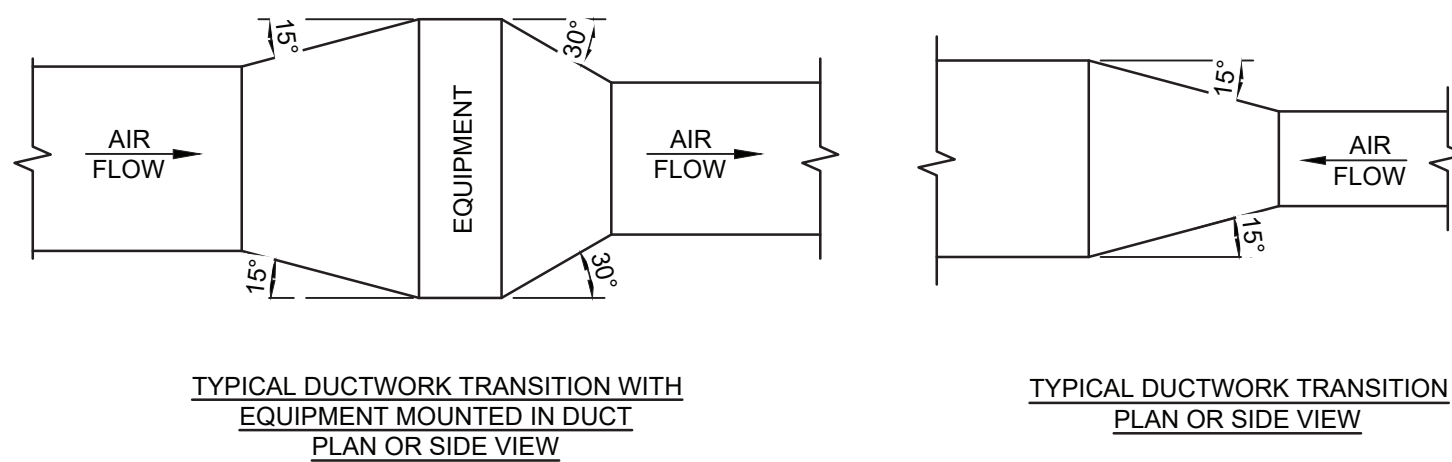 15°
30°
AIR
FLOW
EQUIPMENT
AIR
FLOW
15°
30°
TYPICAL DUCTWORK TRANSITION WITH
EQUIPMENT MOUNTED IN DUCT
PLAN OR SIDE VIEW
15°
AIR
FLOW
15°
TYPICAL DUCTWORK TRANSITION
PLAN OR SIDE VIEW